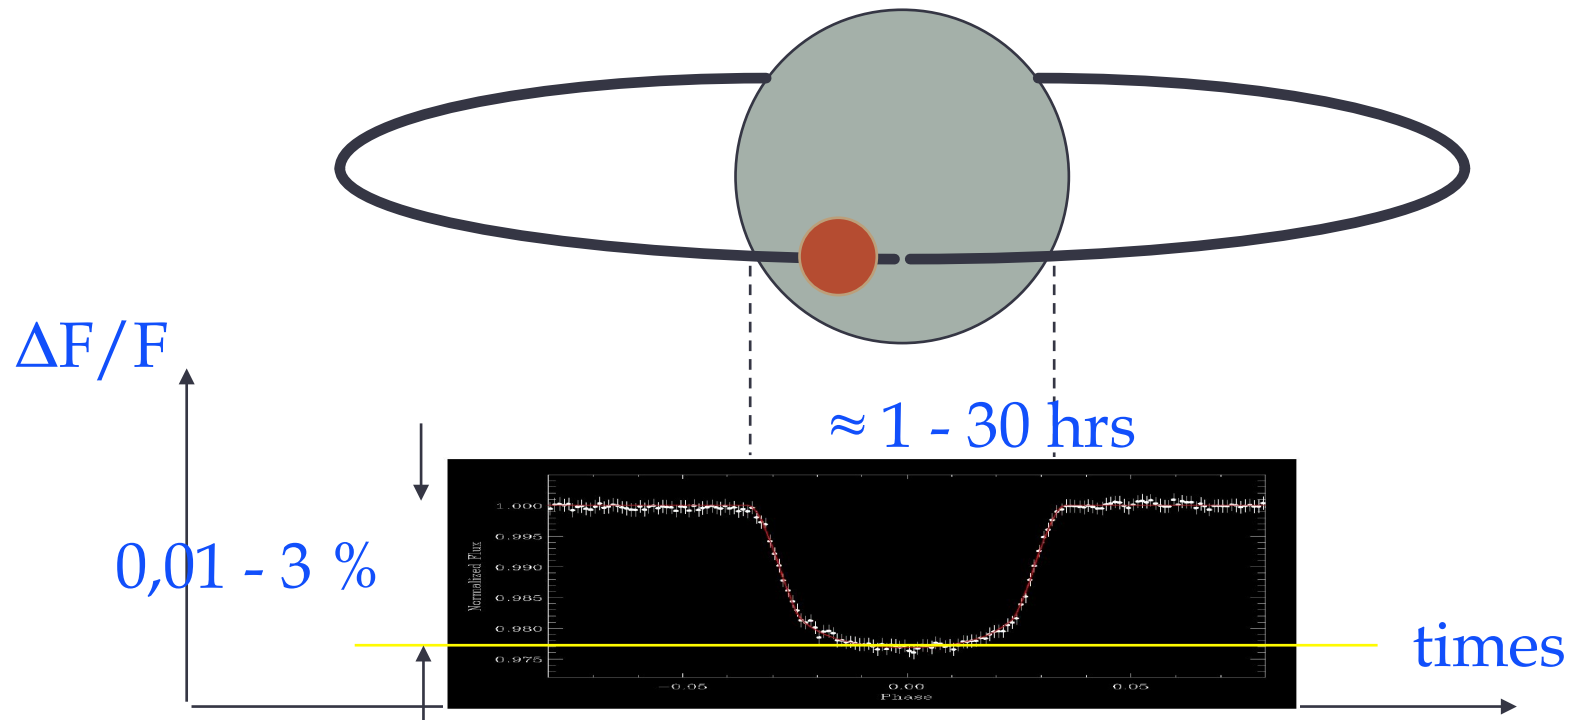 ΔF/F
≈ 1 - 30 hrs
0,01 - 3 %
times
Normalized Flux
1.000
0.995
0.990
0.985
0.980
0.975
−0.05 0.00 0.05
Phase